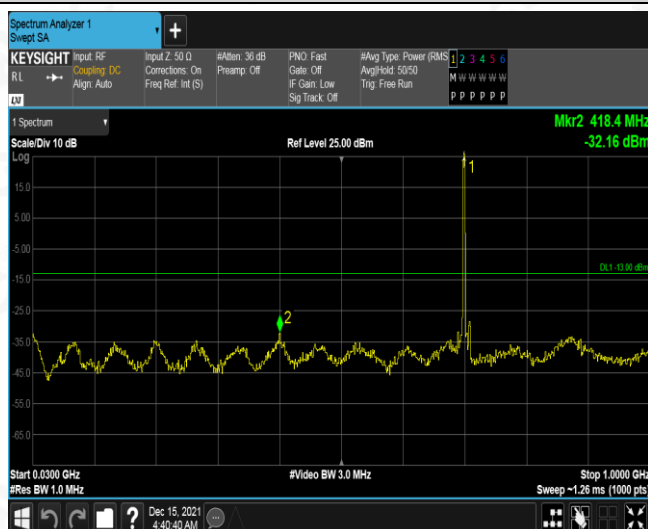 Spectrum Analyzer 1
Swept SA
+
KEYSIGHT Input: RF Input Z: 50 Ω #Atten: 36 dB PNO: Fast #Avg Type: Power (RMS 1 2 3 4 5 6
RL Coupling: DC Corrections: On Preamp: Off Gate: Off Avg|Hold: 50/50 M W W W W W
Align: Auto Freq Ref: Int (S) IF Gain: Low Trig: Free Run
Sig Track: Off P P P P P P
LXI
1 Spectrum Mkr2 418.4 MHz
Scale/Div 10 dB Ref Level 25.00 dBm -32.16 dBm
Log
1
15.0
5.00
-5.00
DL1 -13.00 dBm
-15.0
-25.0
2
-35.0
-45.0
-55.0
-65.0
Start 0.0300 GHz #Video BW 3.0 MHz Stop 1.0000 GHz
#Res BW 1.0 MHz Sweep ~1.26 ms (1000 pts)
? Dec 15, 2021
4:40:40 AM